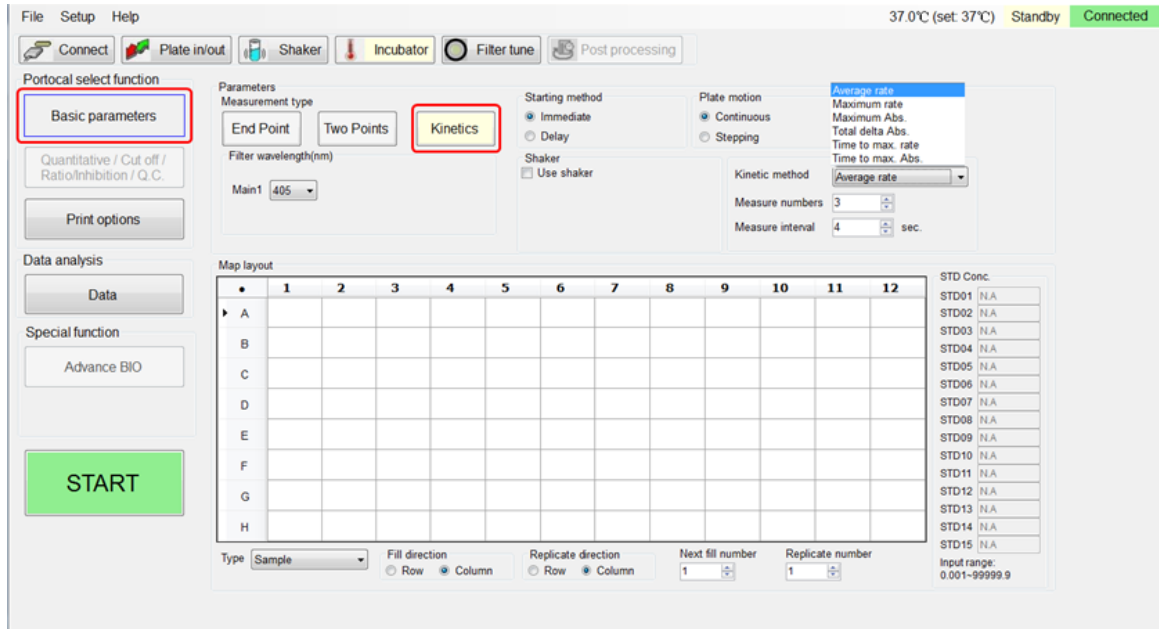 File Setup Help 37.0℃ (set: 37℃) Standby Connected
Connect Plate in/out Shaker Incubator Filter tune Post processing
Portocal select function
Basic parameters
Quantitative / Cut off /
Ratio/Inhibition / Q.C.
Print options
Data analysis
Data
Special function
Advance BIO
START
Parameters
Measurement type
End Point Two Points Kinetics
Filter wavelength(nm)
Main1 405
Starting method
Immediate
Delay
Shaker
Use shaker
Plate motion
Continuous
Stepping
Average rate
Maximum rate
Maximum Abs.
Total delta Abs.
Time to max. rate
Time to max. Abs.
Kinetic method Average rate
Measure numbers 3
Measure interval 4 sec.
Map layout
1 2 3 4 5 6 7 8 9 10 11 12
A
B
C
D
E
F
G
H
STD Conc.
STD01 N.A
STD02 N.A
STD03 N.A
STD04 N.A
STD05 N.A
STD06 N.A
STD07 N.A
STD08 N.A
STD09 N.A
STD10 N.A
STD11 N.A
STD12 N.A
STD13 N.A
STD14 N.A
STD15 N.A
Input range:
0.001~99999.9
Type Sample
Fill direction
Row Column
Replicate direction
Row Column
Next fill number
1
Replicate number
1